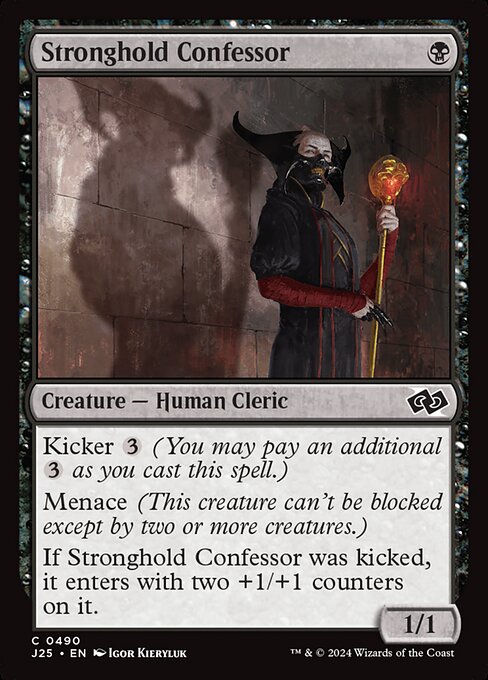 Stronghold Confessor
Creature — Human Cleric
Kicker 3 (You may pay an additional
3 as you cast this spell.)
Menace (This creature can't be blocked
except by two or more creatures.)
If Stronghold Confessor was kicked,
it enters with two +1/+1 counters
on it.
1/1
C 0490
J25 • EN Igor Kieryluk
™ & © 2024 Wizards of the Coast